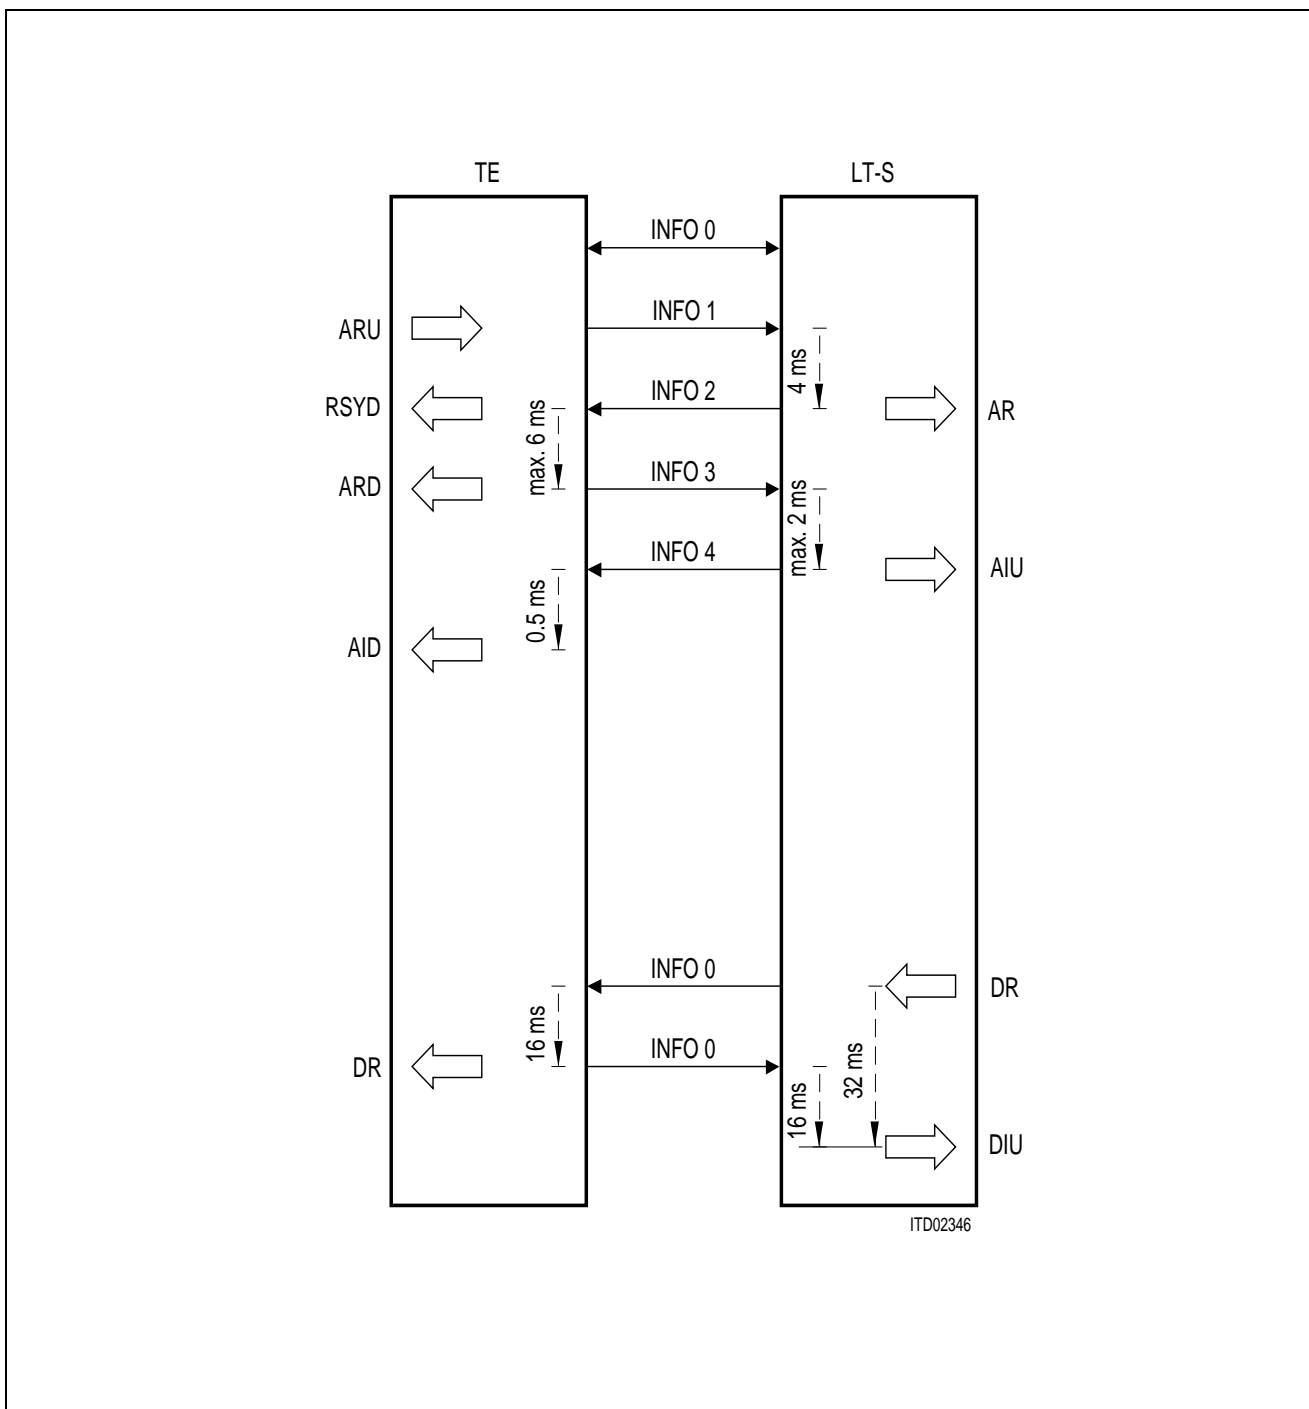 TE
LT-S
INFO 0
ARU
INFO 1
4 ms
RSYD
INFO 2
AR
max. 6 ms
ARD
INFO 3
max. 2 ms
INFO 4
AIU
0.5 ms
AID
INFO 0
DR
16 ms
32 ms
DR
INFO 0
16 ms
DIU
ITD02346